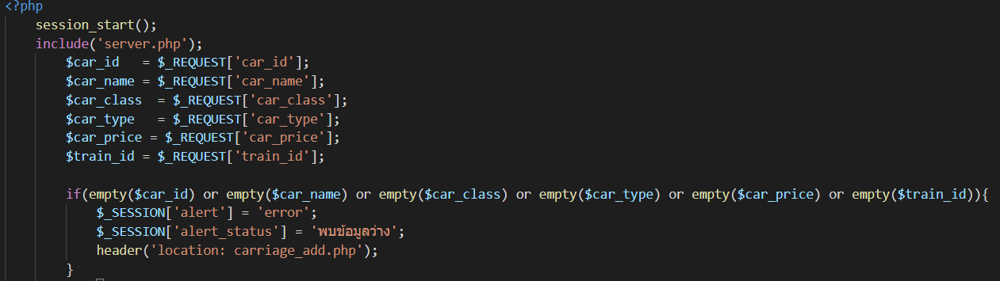 <?php
session_start();
include('server.php');
$car_id   = $_REQUEST['car_id'];
$car_name = $_REQUEST['car_name'];
$car_class  = $_REQUEST['car_class'];
$car_type   = $_REQUEST['car_type'];
$car_price = $_REQUEST['car_price'];
$train_id = $_REQUEST['train_id'];
if(empty($car_id) or empty($car_name) or empty($car_class) or empty($car_type) or empty($car_price) or empty($train_id)){
$_SESSION['alert'] = 'error';
$_SESSION['alert_status'] = 'พบข้อมูลว่าง';
header('location: carriage_add.php');
}